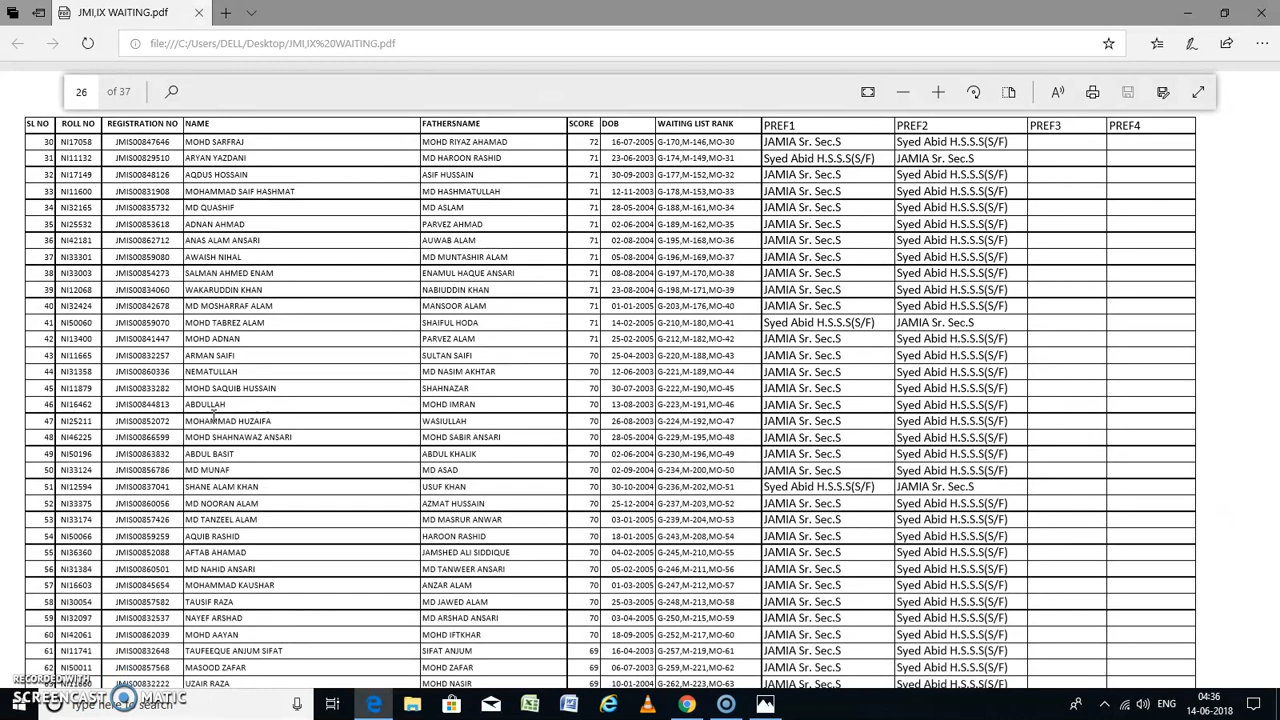 JMI,IX WAITING.pdf
file:///C:/Users/DELL/Desktop/JMI,IX%20WAITING.pdf
26 of 37
SL NO ROLL NO REGISTRATION NO NAME FATHERSNAME SCORE DOB WAITING LIST RANK PREF1 PREF2 PREF3 PREF4
30 NI17058 JMIS00847646 MOHD SARFRAJ MD RIYAZ AHAMAD 72 16-07-2005 G-170,M-146,MO-30 JAMIA Sr. Sec.S Syed Abid H.S.S.S(S/F)
31 NI11132 JMIS00829510 ARYAN YAZDANI MD HAROON RASHID 71 23-06-2003 G-174,M-149,MO-31 Syed Abid H.S.S.S(S/F) JAMIA Sr. Sec.S
32 NI17149 JMIS00848126 AQDUS HOSSAIN ASIF HUSSAIN 71 30-09-2003 G-177,M-152,MO-32 JAMIA Sr. Sec.S Syed Abid H.S.S.S(S/F)
33 NI11600 JMIS00831908 MOHAMMAD SAIF HASHMAT MD HASHMATULLAH 71 12-11-2003 G-178,M-153,MO-33 JAMIA Sr. Sec.S Syed Abid H.S.S.S(S/F)
34 NI32165 JMIS00835732 MD QUASHIF MD ASLAM 71 28-05-2004 G-188,M-161,MO-34 JAMIA Sr. Sec.S Syed Abid H.S.S.S(S/F)
35 NI25532 JMIS00853618 ADNAN AHMAD PARVEZ AHMAD 71 06-06-2004 G-189,M-162,MO-35 JAMIA Sr. Sec.S Syed Abid H.S.S.S(S/F)
36 NI42181 JMIS00862712 ANAS ALAM ANSARI AUWAB ALAM 71 02-08-2004 G-195,M-168,MO-36 JAMIA Sr. Sec.S Syed Abid H.S.S.S(S/F)
37 NI33301 JMIS00859080 AWAISH NIHAL MD MUNTASHIR ALAM 71 05-08-2004 G-196,M-169,MO-37 JAMIA Sr. Sec.S Syed Abid H.S.S.S(S/F)
38 NI33003 JMIS00854273 SALMAN AHMED ENAM ENAMUL HAQUE ANSARI 71 08-08-2004 G-197,M-170,MO-38 JAMIA Sr. Sec.S Syed Abid H.S.S.S(S/F)
39 NI12068 JMIS00834060 WAKARUDDIN KHAN NABIUDDIN KHAN 71 23-08-2004 G-198,M-171,MO-39 JAMIA Sr. Sec.S Syed Abid H.S.S.S(S/F)
40 NI32424 JMIS00842678 MD MOSHARRAF ALAM MANSOOR ALAM 71 01-01-2005 G-203,M-176,MO-40 JAMIA Sr. Sec.S Syed Abid H.S.S.S(S/F)
41 NI50060 JMIS00859070 MOHD TABREZ ALAM SHAIFUL HODA 71 14-02-2005 G-210,M-180,MO-41 Syed Abid H.S.S.S(S/F) JAMIA Sr. Sec.S
42 NI13400 JMIS00841447 MOHD ADNAN PARVEZ ALAM 71 25-02-2005 G-212,M-182,MO-42 JAMIA Sr. Sec.S Syed Abid H.S.S.S(S/F)
43 NI11665 JMIS00832257 ARMAN SAIFI SULTAN SAIFI 70 25-04-2003 G-220,M-188,MO-43 JAMIA Sr. Sec.S Syed Abid H.S.S.S(S/F)
44 NI31358 JMIS00860336 NEMATULLAH MD NASIM AKHTAR 70 12-06-2003 G-221,M-189,MO-44 JAMIA Sr. Sec.S Syed Abid H.S.S.S(S/F)
45 NI11879 JMIS00833282 MOHD SAQUIB HUSSAIN SHAHNAZAR 70 30-07-2003 G-222,M-190,MO-45 JAMIA Sr. Sec.S Syed Abid H.S.S.S(S/F)
46 NI16462 JMIS00844813 ABDULLAH MOHD IMRAN 70 13-08-2003 G-223,M-191,MO-46 JAMIA Sr. Sec.S Syed Abid H.S.S.S(S/F)
47 NI25211 JMIS00852072 MOHAMMAD HUZAIFA WASIULLAH 70 26-08-2003 G-224,M-192,MO-47 JAMIA Sr. Sec.S Syed Abid H.S.S.S(S/F)
48 NI46225 JMIS00866599 MOHD SHAHNAWAZ ANSARI MOHD SABIR ANSARI 70 28-05-2004 G-229,M-195,MO-48 JAMIA Sr. Sec.S Syed Abid H.S.S.S(S/F)
49 NI50196 JMIS00863832 ABDUL BASIT ABDUL KHALIK 70 02-06-2004 G-230,M-196,MO-49 JAMIA Sr. Sec.S Syed Abid H.S.S.S(S/F)
50 NI33124 JMIS00856786 MD MUNAF MD ASAD 70 02-09-2004 G-234,M-200,MO-50 JAMIA Sr. Sec.S Syed Abid H.S.S.S(S/F)
51 NI12594 JMIS00837041 SHANE ALAM KHAN USUF KHAN 70 30-10-2004 G-236,M-202,MO-51 Syed Abid H.S.S.S(S/F) JAMIA Sr. Sec.S
52 NI33375 JMIS00860056 MD NOORAN ALAM AZMAT HUSSAIN 70 25-12-2004 G-237,M-203,MO-52 JAMIA Sr. Sec.S Syed Abid H.S.S.S(S/F)
53 NI33174 JMIS00857426 MD TANZEEL ALAM MD MASRUR ANWAR 70 03-01-2005 G-239,M-204,MO-53 JAMIA Sr. Sec.S Syed Abid H.S.S.S(S/F)
54 NI50066 JMIS00859259 AQUIB RASHID HAROON RASHID 70 18-01-2005 G-243,M-208,MO-54 JAMIA Sr. Sec.S Syed Abid H.S.S.S(S/F)
55 NI36360 JMIS00852088 AFTAB AHAMAD JAMSHED ALI SIDDIQUE 70 04-02-2005 G-245,M-210,MO-55 JAMIA Sr. Sec.S Syed Abid H.S.S.S(S/F)
56 NI31384 JMIS00860501 MD NAHID ANSARI MD TANWEER ANSARI 70 05-02-2005 G-246,M-211,MO-56 JAMIA Sr. Sec.S Syed Abid H.S.S.S(S/F)
57 NI16603 JMIS00845654 MOHAMMAD KAUSHAR ANZAR ALAM 70 01-03-2005 G-247,M-212,MO-57 JAMIA Sr. Sec.S Syed Abid H.S.S.S(S/F)
58 NI30054 JMIS00857582 TAUSIF RAZA MD JAWED ALAM 70 25-03-2005 G-248,M-213,MO-58 JAMIA Sr. Sec.S Syed Abid H.S.S.S(S/F)
59 NI32097 JMIS00832537 NAYEF ARSHAD MD ARSHAD ANSARI 70 03-04-2005 G-250,M-215,MO-59 JAMIA Sr. Sec.S Syed Abid H.S.S.S(S/F)
60 NI42061 JMIS00862039 MOHD AAYAN MOHD IFTKHAR 70 18-09-2005 G-252,M-217,MO-60 JAMIA Sr. Sec.S Syed Abid H.S.S.S(S/F)
61 NI11741 JMIS00832648 TAUFEEQUE ANJUM SIFAT SIFAT ANJUM 69 16-04-2003 G-257,M-219,MO-61 JAMIA Sr. Sec.S Syed Abid H.S.S.S(S/F)
62 NI50011 JMIS00857568 MASOOD ZAFAR MOHD ZAFAR 69 06-07-2003 G-259,M-221,MO-62 JAMIA Sr. Sec.S Syed Abid H.S.S.S(S/F)
NI11660 JMIS00832222 UZAIR RAZA MOHD NASIR 69 10-01-2004 G-262,M-223,MO-63 JAMIA Sr. Sec.S Syed Abid H.S.S.S(S/F)
RECORDED WITH
SCREENCAST MATIC
Type here to search
04:36
14-06-2018